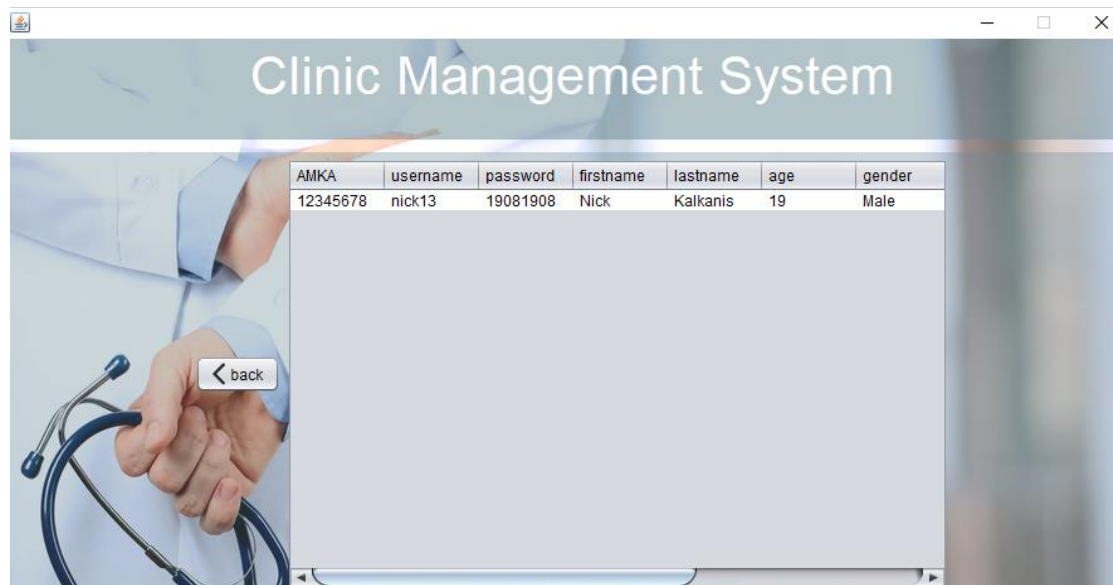 Clinic Management System
AMKA username password firstname lastname age gender
12345678 nick13 19081908 Nick Kalkanis 19 Male
back